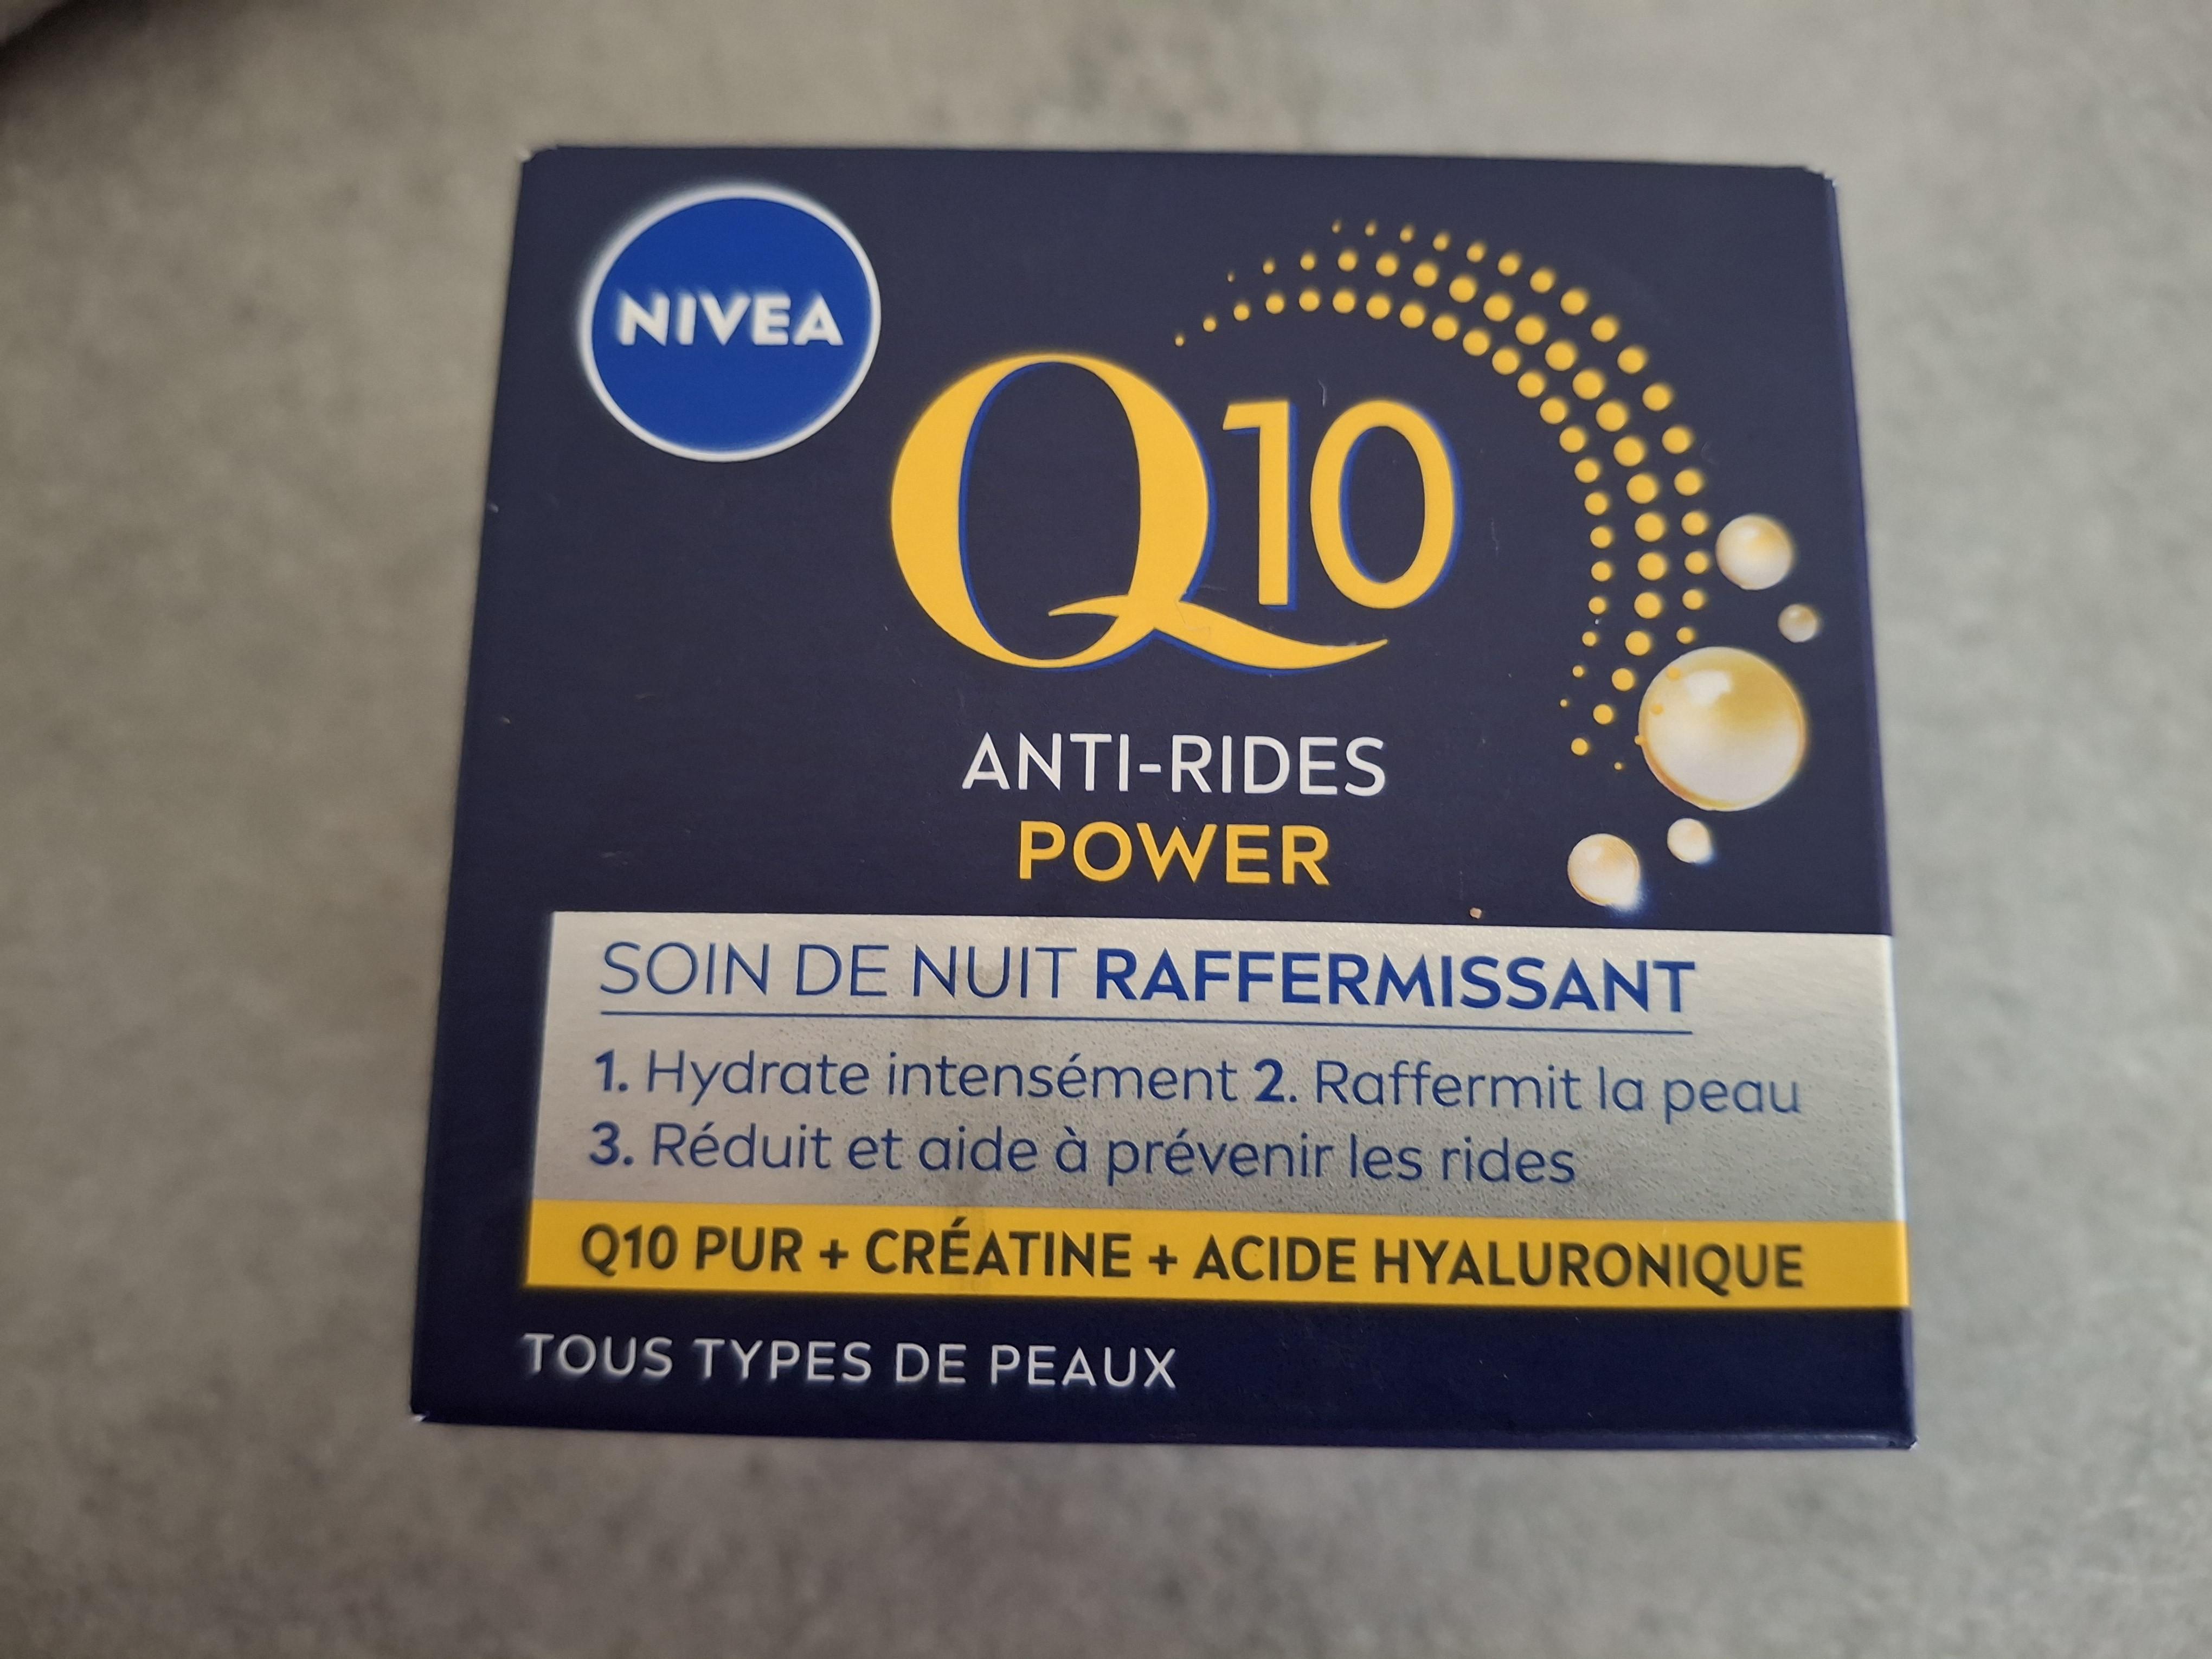 NIVEA
Q10
ANTI-RIDES
POWER
SOIN DE NUIT RAFFERMISSANT
1. Hydrate intensément 2. Raffermit la peau
3. Réduit et aide à prévenir les rides
Q10 PUR + CRÉATINE + ACIDE HYALURONIQUE
TOUS TYPES DE PEAUX